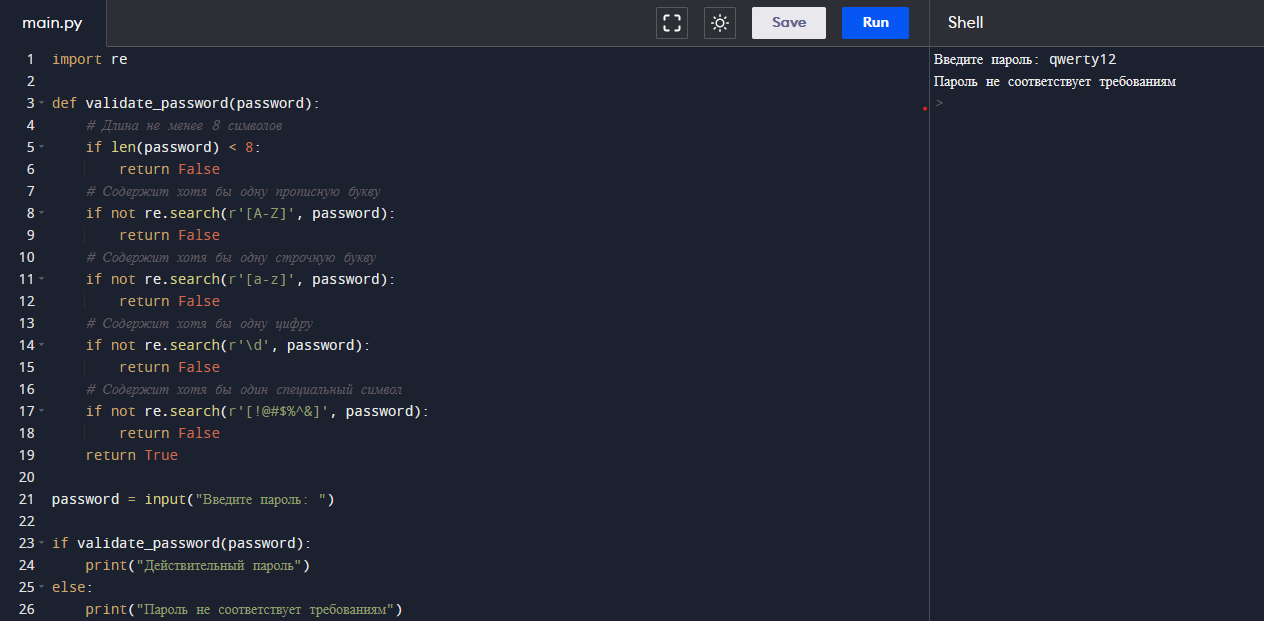 main.py
Save
Run
Shell
1 import re
2
3 def validate_password(password):
4     # Длина не менее 8 символов
5     if len(password) < 8:
6         return False
7     # Содержит хотя бы одну прописную букву
8     if not re.search(r'[A-Z]', password):
9         return False
10     # Содержит хотя бы одну строчную букву
11     if not re.search(r'[a-z]', password):
12         return False
13     # Содержит хотя бы одну цифру
14     if not re.search(r'\d', password):
15         return False
16     # Содержит хотя бы один специальный символ
17     if not re.search(r'[!@#$%^&]', password):
18         return False
19     return True
20
21 password = input("Введите пароль: ")
22
23 if validate_password(password):
24     print("Действительный пароль")
25 else:
26     print("Пароль не соответствует требованиям")
Введите пароль: qwerty12
Пароль не соответствует требованиям
>